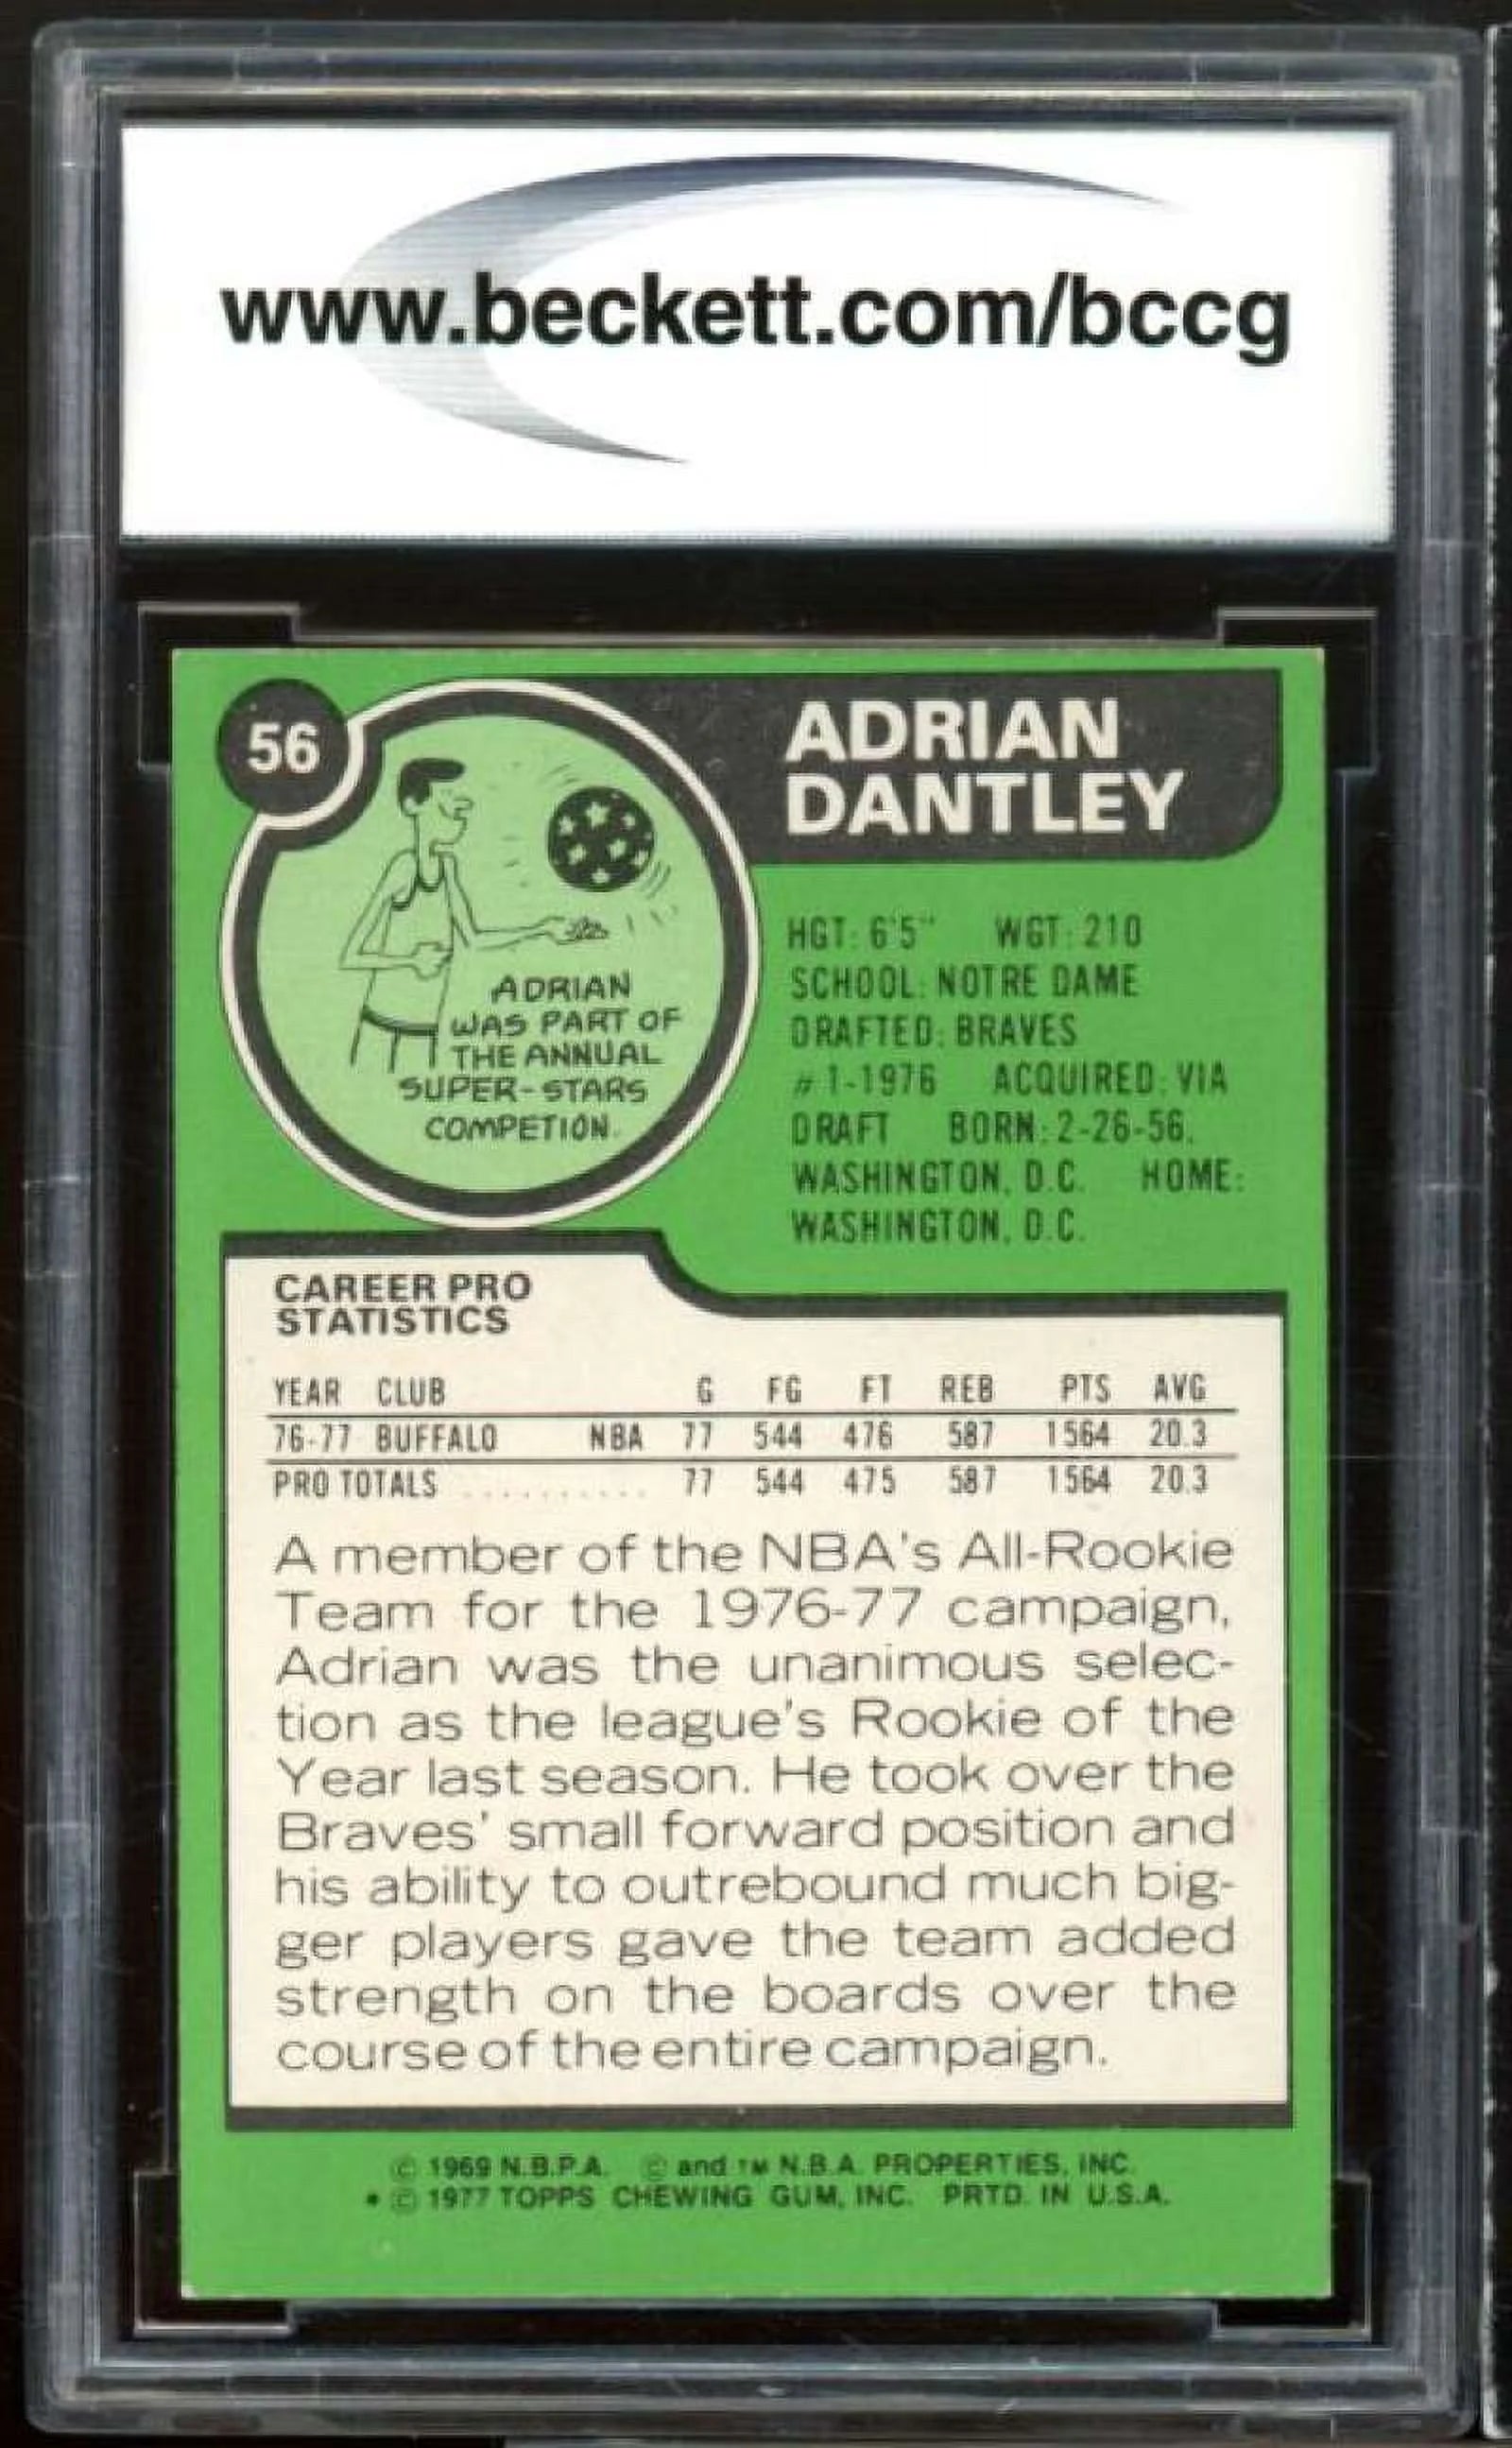 www.beckett.com/bccg
56
ADRIAN
DANTLEY
ADRIAN
WAS PART OF
THE ANNUAL
SUPER-STARS
COMPETION.
HGT: 6'5" WGT: 210
SCHOOL: NOTRE DAME
DRAFTED: BRAVES
#1-1976 ACQUIRED: VIA
DRAFT BORN: 2-26-56,
WASHINGTON, D.C. HOME:
WASHINGTON, D.C.
CAREER PRO
STATISTICS
YEAR CLUB G FG FT REB PTS AVG
76-77 BUFFALO NBA 77 544 476 587 1564 20.3
PRO TOTALS .......... 77 544 475 587 1564 20.3
A member of the NBA's All-Rookie
Team for the 1976-77 campaign,
Adrian was the unanimous selec-
tion as the league's Rookie of the
Year last season. He took over the
Braves' small forward position and
his ability to outrebound much big-
ger players gave the team added
strength on the boards over the
course of the entire campaign.
© 1969 N.B.P.A. © and ™ N.B.A. PROPERTIES, INC.
* © 1977 TOPPS CHEWING GUM, INC. PRTD. IN U.S.A.